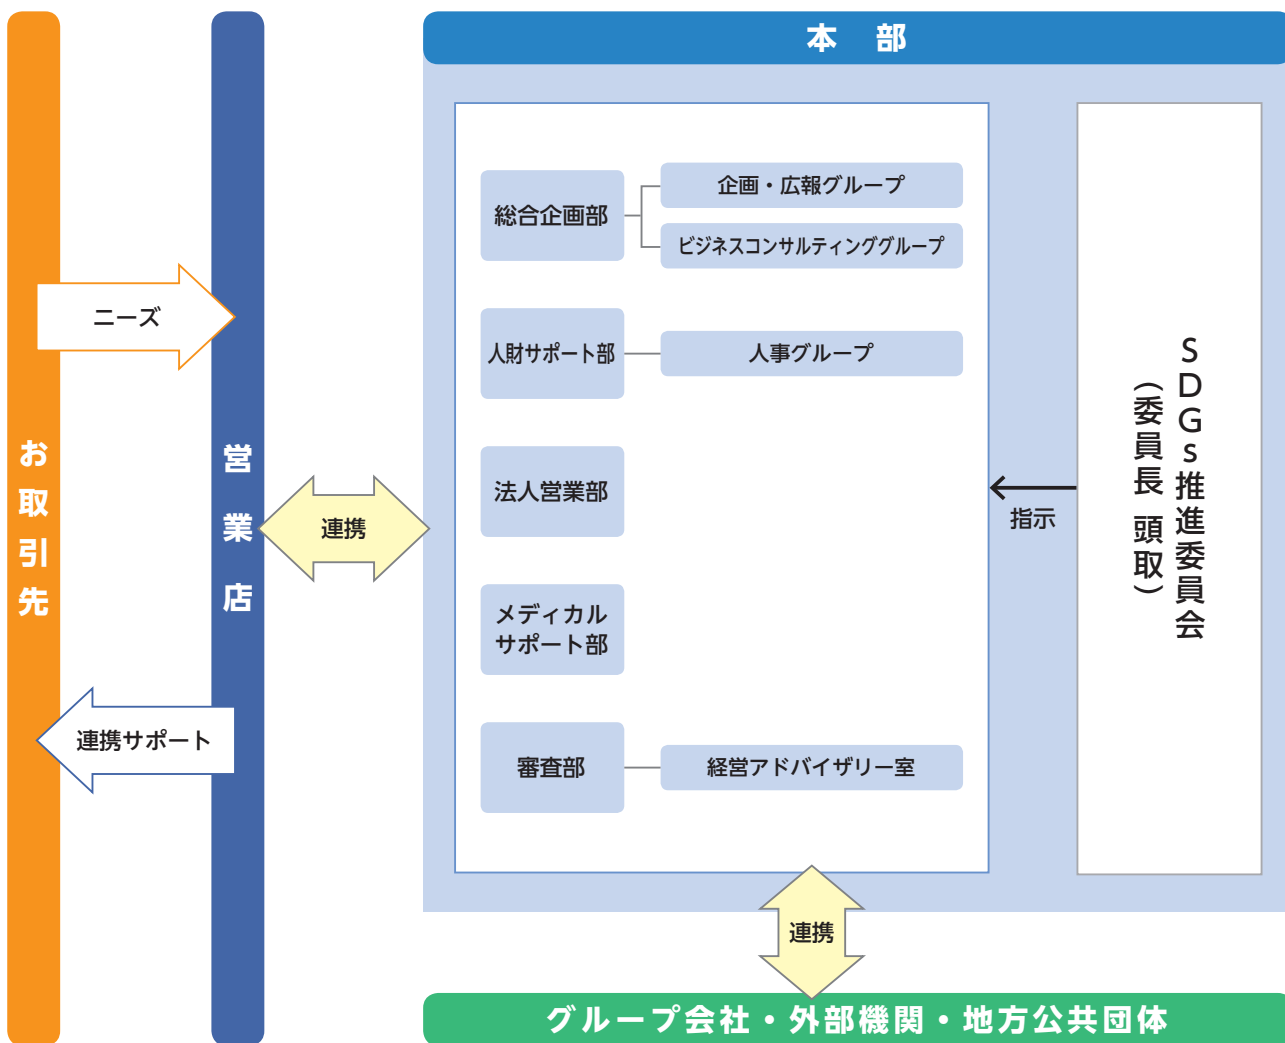 お取引先
営業店
ニーズ
連携サポート
連携
本部
総合企画部
企画・広報グループ
ビジネスコンサルティンググループ
人財サポート部
人事グループ
法人営業部
メディカル
サポート部
審査部
経営アドバイザリー室
指示
SDGs推進委員会
（委員長 頭取）
連携
グループ会社・外部機関・地方公共団体